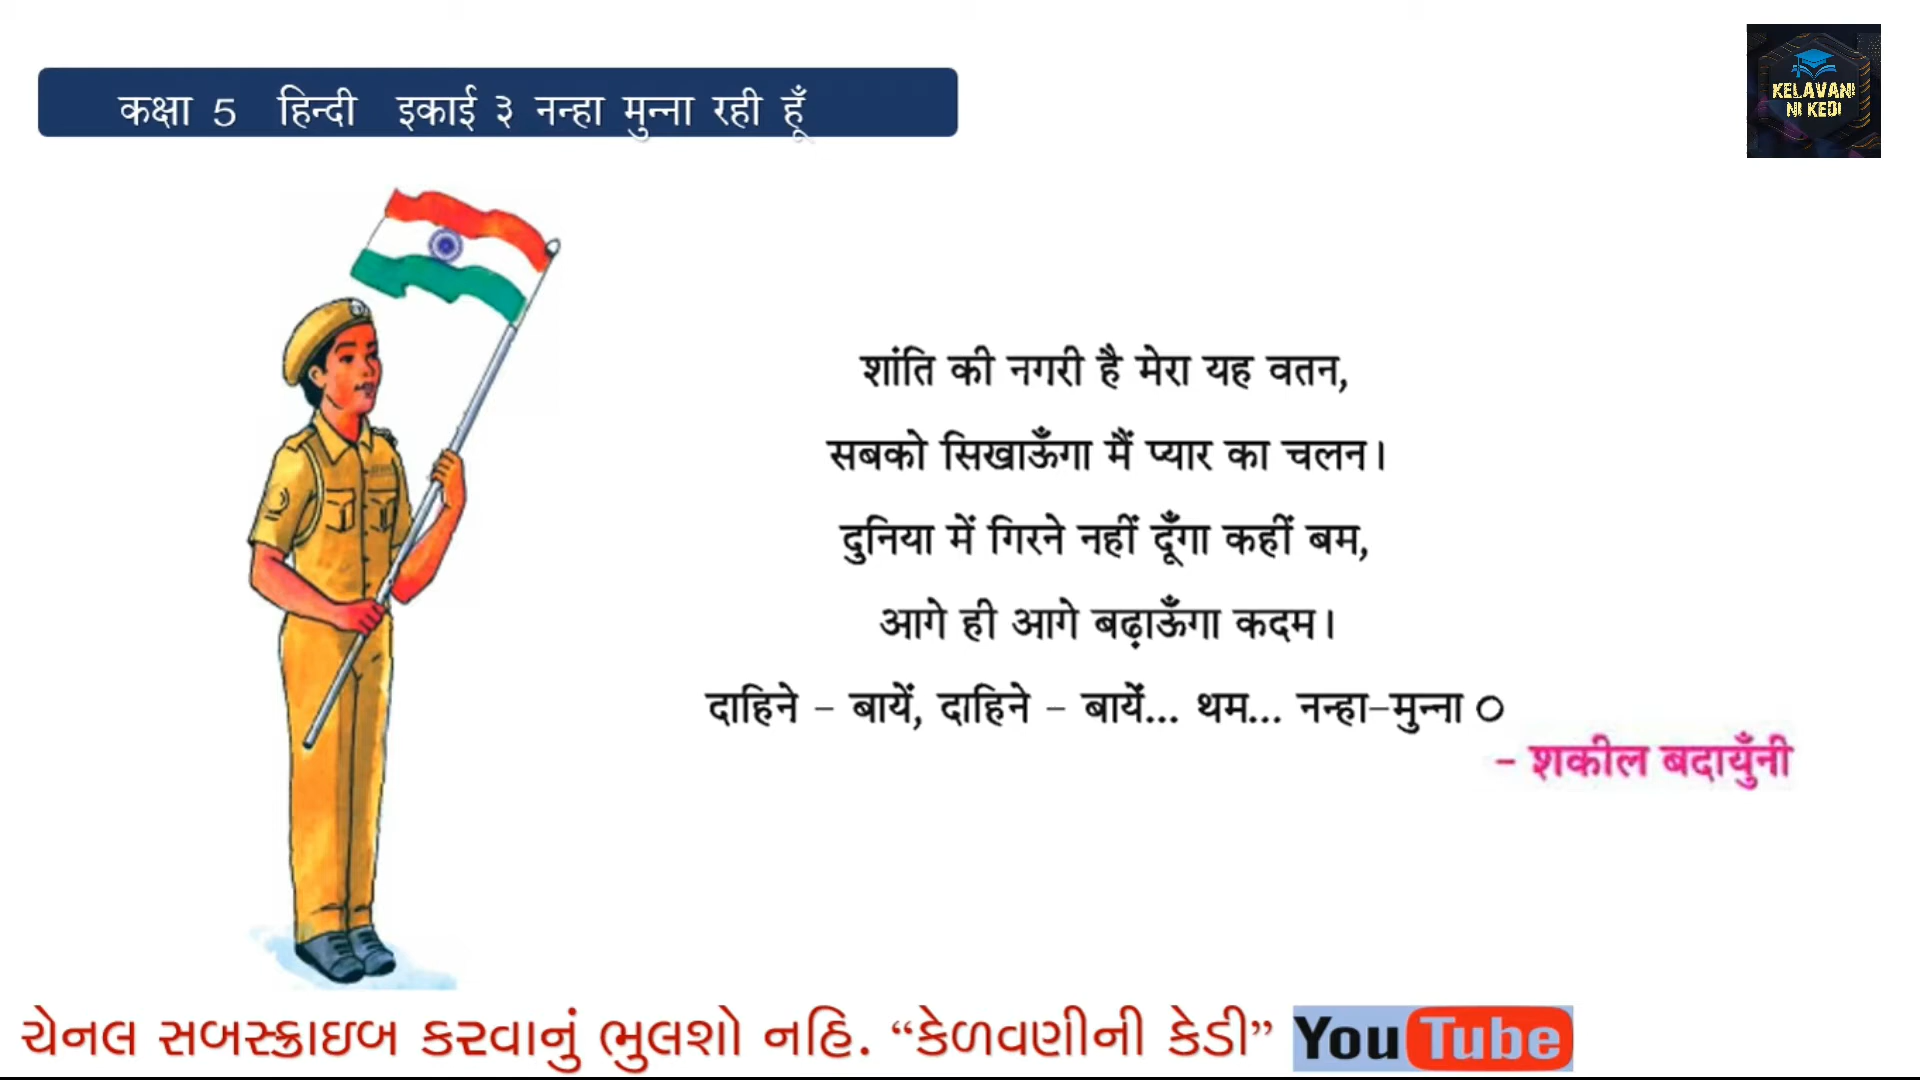 कक्षा 5 हिन्दी इकाई ३ नन्हा मुन्ना रही हूँ
KELAVANI
NI KEDI
शांति की नगरी है मेरा यह वतन,
सबको सिखाऊँगा मैं प्यार का चलन।
दुनिया में गिरने नहीं दूँगा कहीं बम,
आगे ही आगे बढ़ाऊँगा कदम।
दाहिने - बायें, दाहिने - बायें... थम... नन्हा-मुन्ना ०
- शकील बदायुँनी
ચેનલ સબસ્ક્રાઇબ કરવાનું ભુલશો નહિ. “કેળવણીની કેડી” YouTube